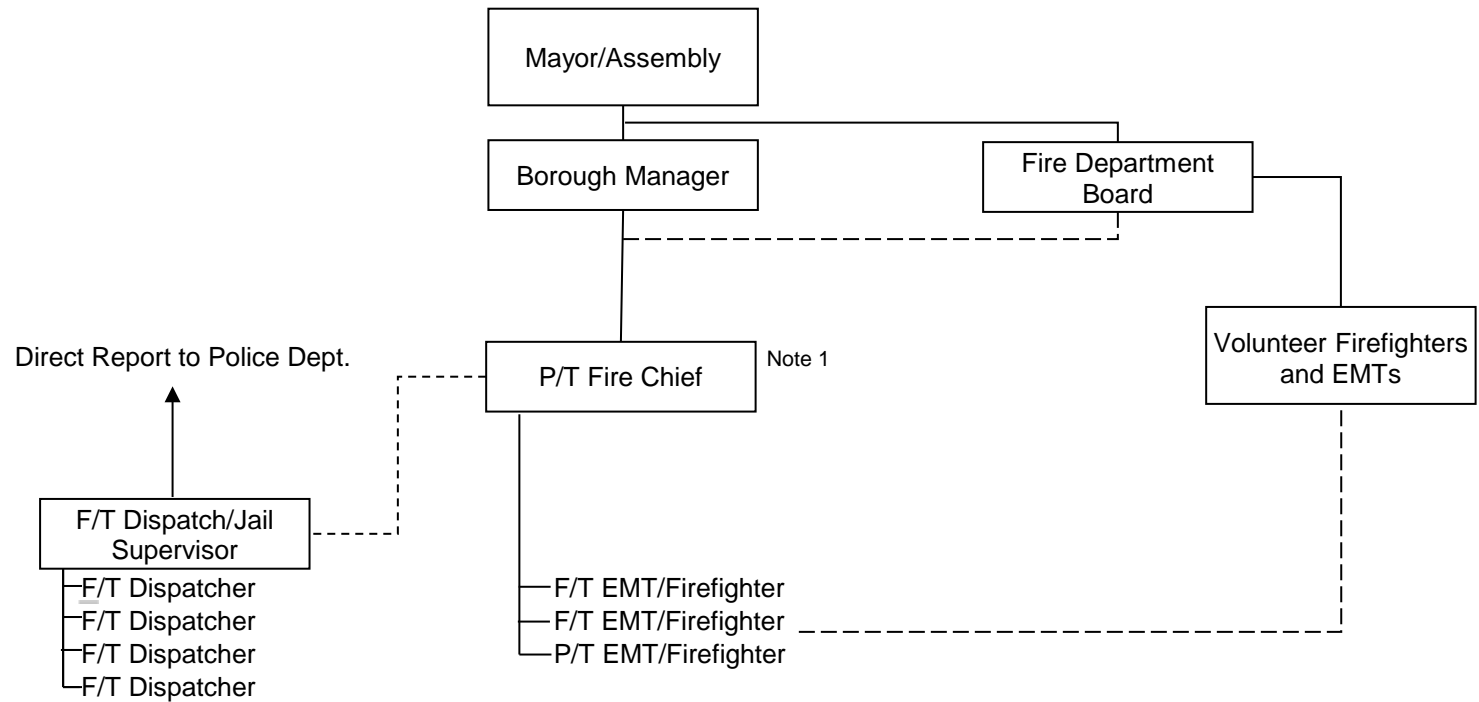 Mayor/Assembly
Borough Manager
Fire Department
Board
Volunteer Firefighters
and EMTs
Direct Report to Police Dept.
P/T Fire Chief
Note 1
F/T Dispatch/Jail
Supervisor
F/T Dispatcher
F/T Dispatcher
F/T Dispatcher
F/T Dispatcher
F/T EMT/Firefighter
F/T EMT/Firefighter
P/T EMT/Firefighter